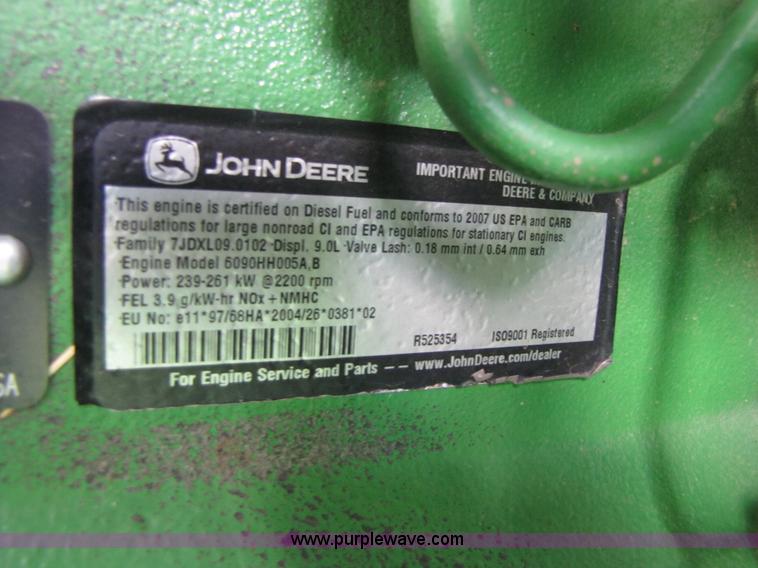 JOHN DEERE
IMPORTANT ENGINE
DEERE & COMPANY
This engine is certified on Diesel Fuel and conforms to 2007 US EPA and CARB
regulations for large nonroad CI and EPA regulations for stationary CI engines.
Family 7JDXL09.0102 Displ. 9.0L Valve Lash: 0.18 mm int / 0.64 mm exh
Engine Model 6090HH005A,B
Power: 239-261 kW @2200 rpm
FEL 3.9 g/kW-hr NOx + NMHC
EU No: e11*97/68HA*2004/26*0381*02
R525354 ISO9001 Registered
For Engine Service and Parts -- www.JohnDeere.com/dealer
www.purplewave.com